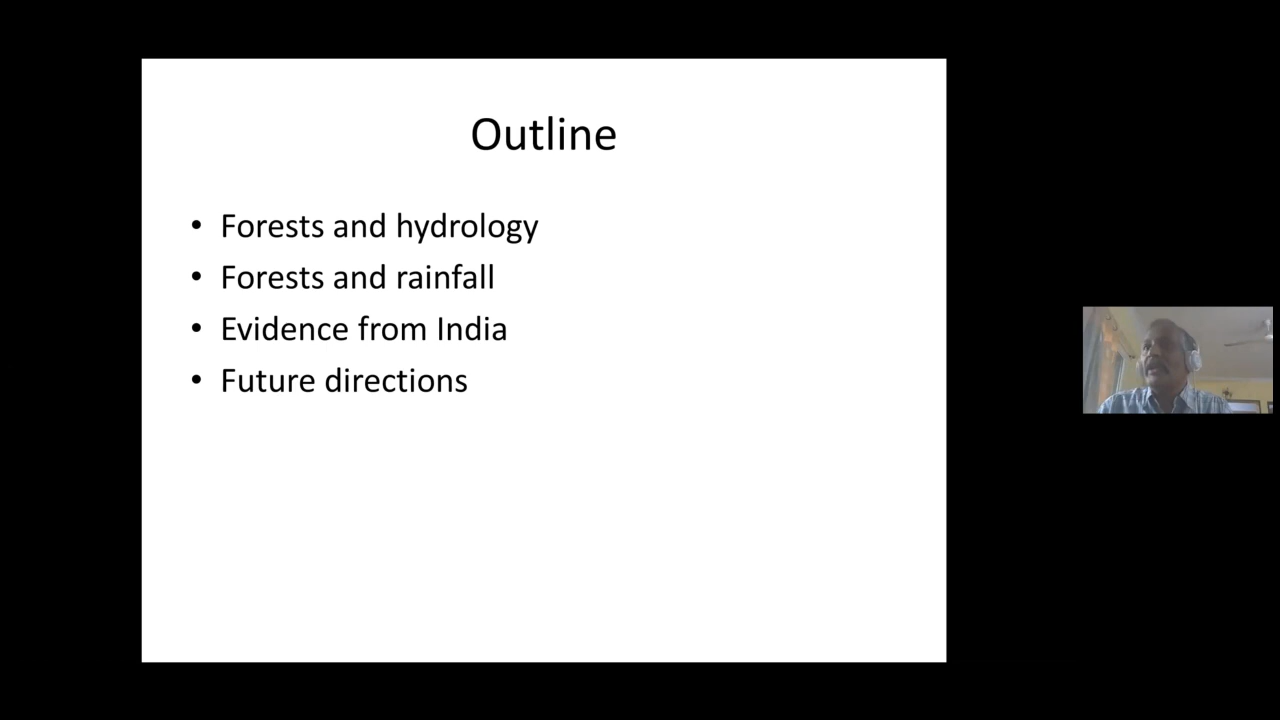 Outline
• Forests and hydrology
• Forests and rainfall
• Evidence from India
• Future directions